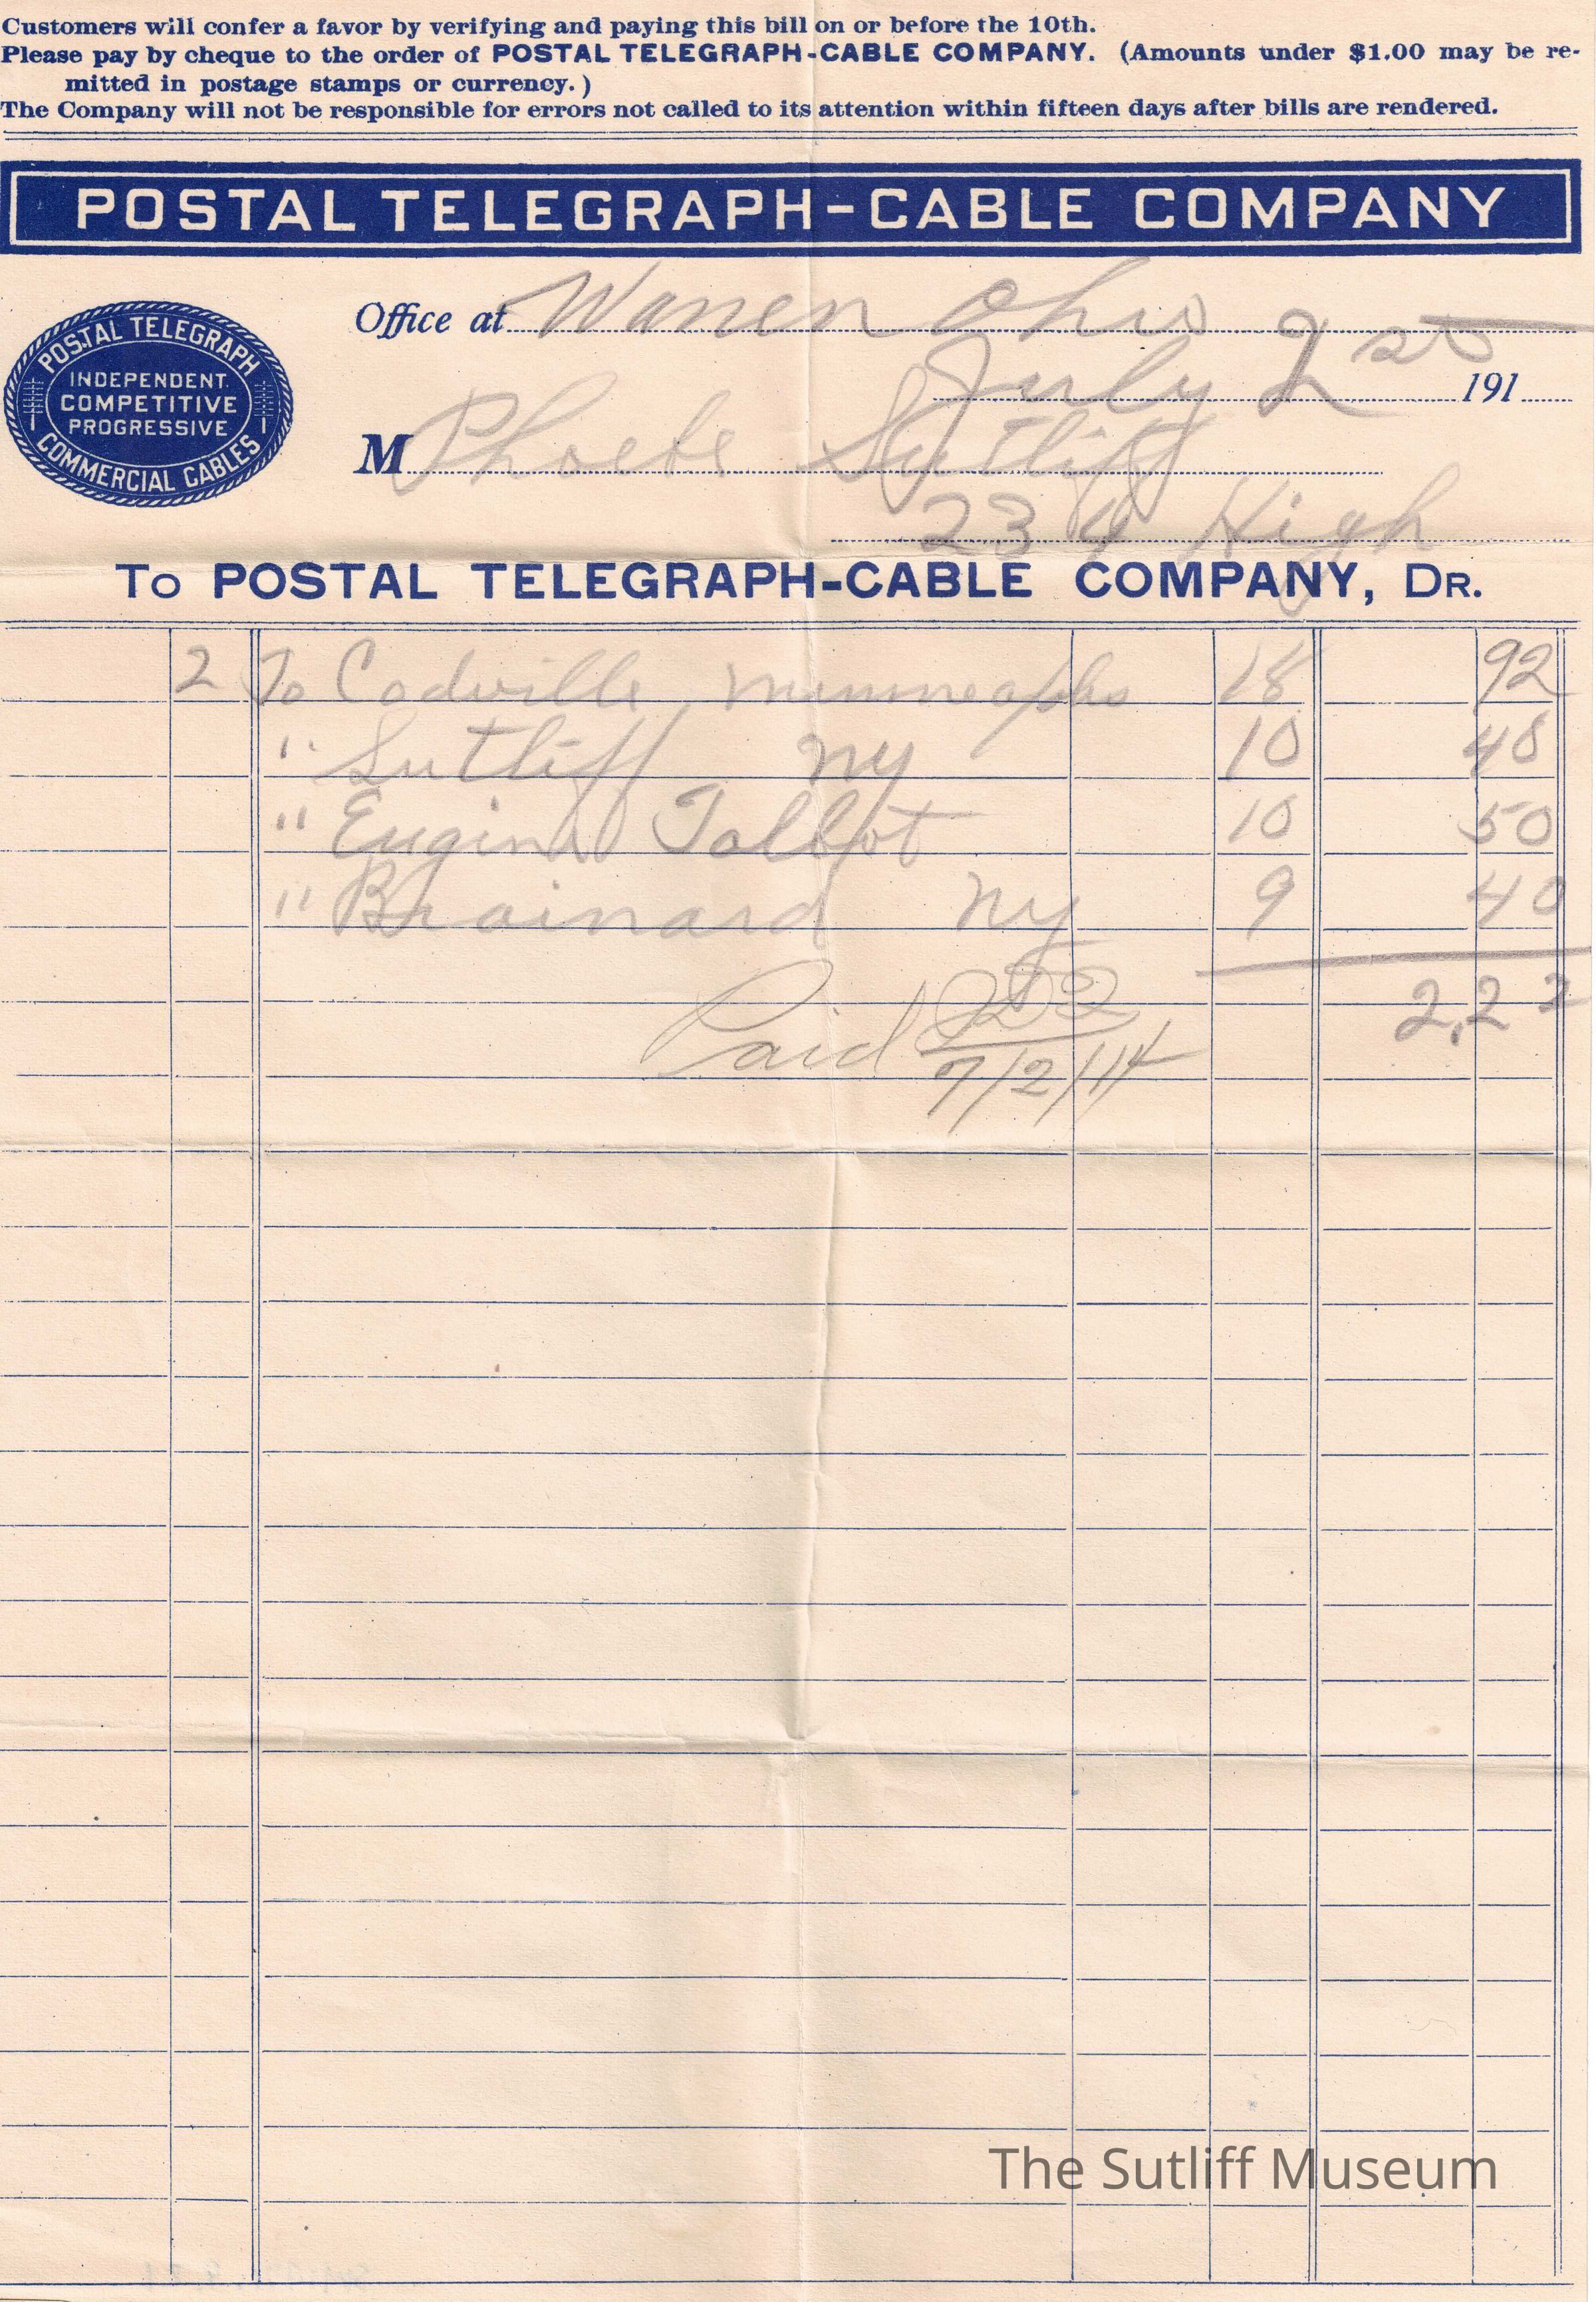 Customers will confer a favor by verifying and paying this bill on or before the 10th.
Please pay by cheque to the order of POSTAL TELEGRAPH-CABLE COMPANY. (Amounts under $1.00 may be re-
mitted in postage stamps or currency.)
The Company will not be responsible for errors not called to its attention within fifteen days after bills are rendered.
POSTAL TELEGRAPH-CABLE COMPANY
POSTAL TELEGRAPH
INDEPENDENT
COMPETITIVE
PROGRESSIVE
COMMERCIAL CABLES
Office at Warren Ohio
July 2 191
M Phoebe Sutliff
234 High
To POSTAL TELEGRAPH-CABLE COMPANY, DR.
2 To Codville Minneapolis 18 92
" Sutliff NY 10 48
" Talbot 10 50
" Brainard NY 9 40
2.22
Paid
7/2/14
The Sutliff Museum